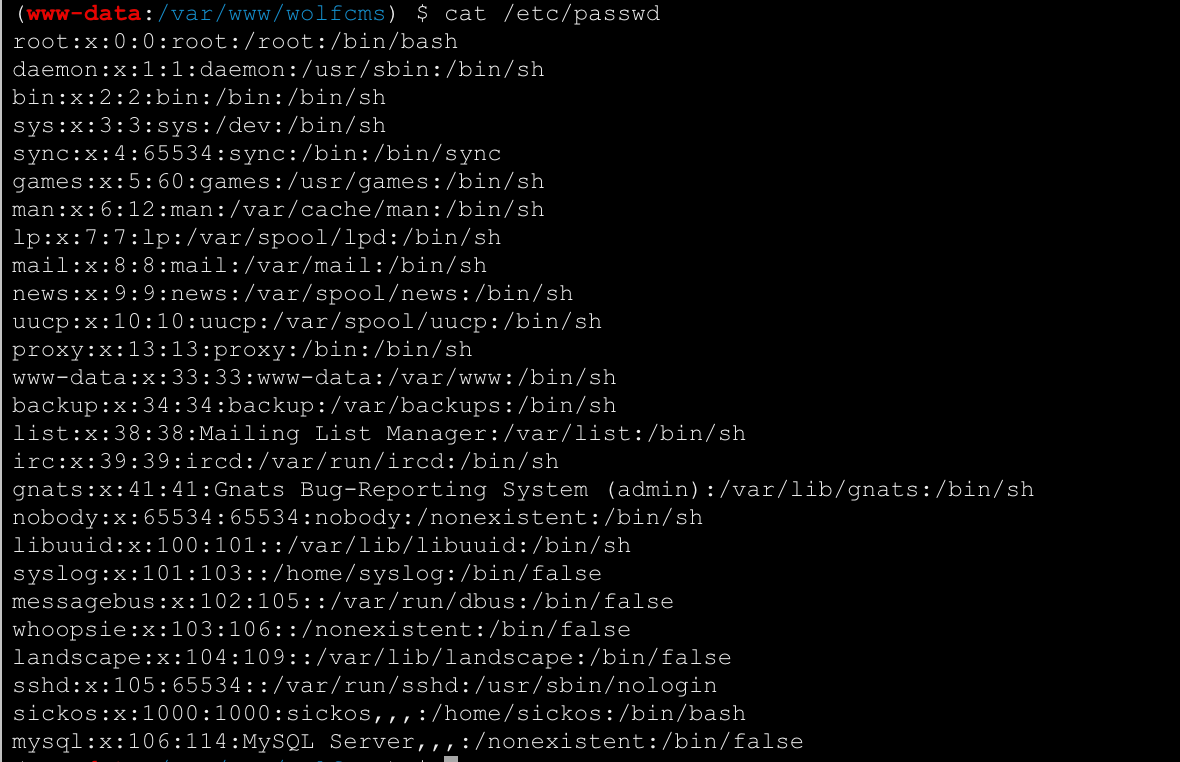 (www-data:/var/www/wolfcms) $ cat /etc/passwd
root:x:0:0:root:/root:/bin/bash
daemon:x:1:1:daemon:/usr/sbin:/bin/sh
bin:x:2:2:bin:/bin:/bin/sh
sys:x:3:3:sys:/dev:/bin/sh
sync:x:4:65534:sync:/bin:/bin/sync
games:x:5:60:games:/usr/games:/bin/sh
man:x:6:12:man:/var/cache/man:/bin/sh
lp:x:7:7:lp:/var/spool/lpd:/bin/sh
mail:x:8:8:mail:/var/mail:/bin/sh
news:x:9:9:news:/var/spool/news:/bin/sh
uucp:x:10:10:uucp:/var/spool/uucp:/bin/sh
proxy:x:13:13:proxy:/bin:/bin/sh
www-data:x:33:33:www-data:/var/www:/bin/sh
backup:x:34:34:backup:/var/backups:/bin/sh
list:x:38:38:Mailing List Manager:/var/list:/bin/sh
irc:x:39:39:ircd:/var/run/ircd:/bin/sh
gnats:x:41:41:Gnats Bug-Reporting System (admin):/var/lib/gnats:/bin/sh
nobody:x:65534:65534:nobody:/nonexistent:/bin/sh
libuuid:x:100:101::/var/lib/libuuid:/bin/sh
syslog:x:101:103::/home/syslog:/bin/false
messagebus:x:102:105::/var/run/dbus:/bin/false
whoopsie:x:103:106::/nonexistent:/bin/false
landscape:x:104:109::/var/lib/landscape:/bin/false
sshd:x:105:65534::/var/run/sshd:/usr/sbin/nologin
sickos:x:1000:1000:sickos,,,:/home/sickos:/bin/bash
mysql:x:106:114:MySQL Server,,,:/nonexistent:/bin/false